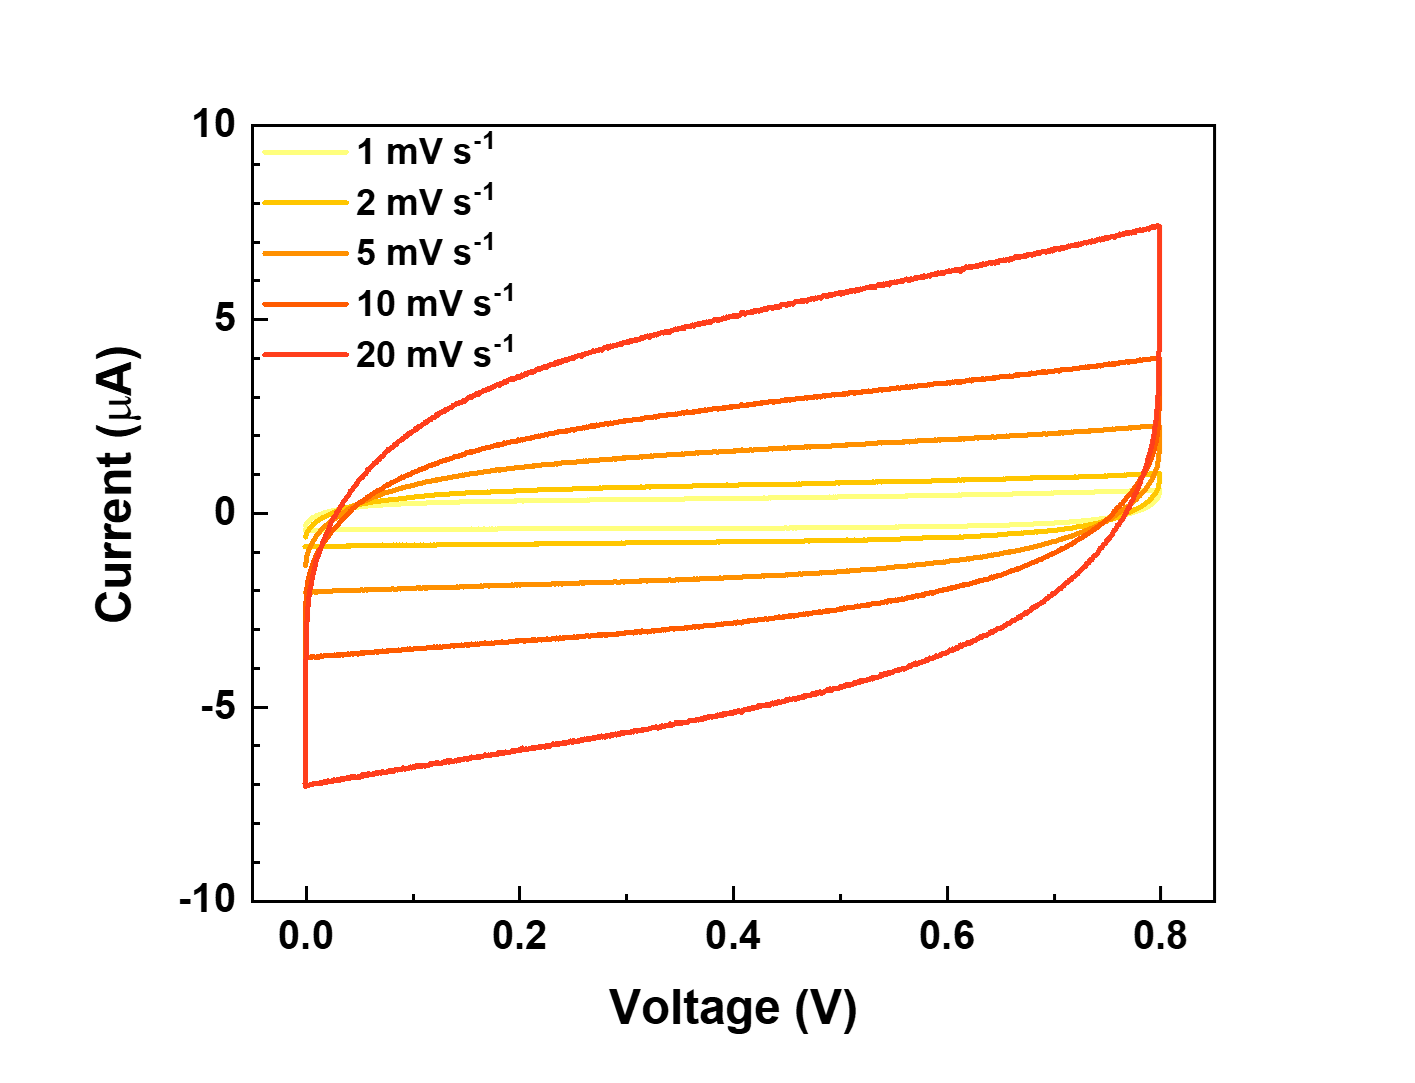 10
1 mV s⁻¹
2 mV s⁻¹
5 mV s⁻¹
10 mV s⁻¹
20 mV s⁻¹
5
0
-5
-10
Current (μA)
0.0 0.2 0.4 0.6 0.8
Voltage (V)